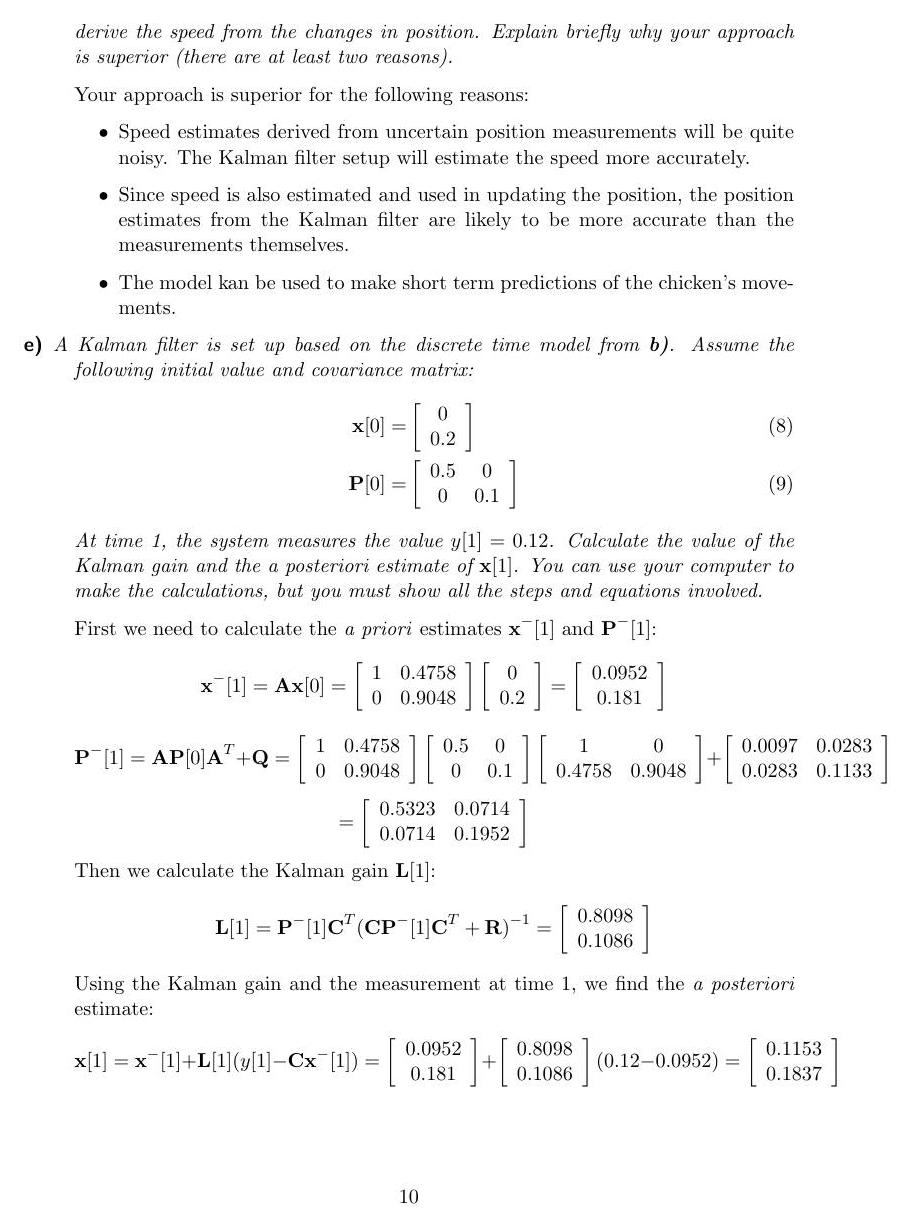 derive the speed from the changes in position. Explain briefly why your approach
is superior (there are at least two reasons).
Your approach is superior for the following reasons:
• Speed estimates derived from uncertain position measurements will be quite
noisy. The Kalman filter setup will estimate the speed more accurately.
• Since speed is also estimated and used in updating the position, the position
estimates from the Kalman filter are likely to be more accurate than the
measurements themselves.
• The model kan be used to make short term predictions of the chicken's move-
ments.
e) A Kalman filter is set up based on the discrete time model from b). Assume the
following initial value and covariance matrix:
x[0] = [ 0 ; 0.2 ] (8)
P[0] = [ 0.5 0 ; 0 0.1 ] (9)
At time 1, the system measures the value y[1] = 0.12. Calculate the value of the
Kalman gain and the a posteriori estimate of x[1]. You can use your computer to
make the calculations, but you must show all the steps and equations involved.
First we need to calculate the a priori estimates x⁻[1] and P⁻[1]:
x⁻[1] = Ax[0] = [ 1 0.4758 ; 0 0.9048 ] [ 0 ; 0.2 ] = [ 0.0952 ; 0.181 ]
P⁻[1] = AP[0]Aᵀ+Q = [ 1 0.4758 ; 0 0.9048 ] [ 0.5 0 ; 0 0.1 ] [ 1 0 ; 0.4758 0.9048 ] + [ 0.0097 0.0283 ; 0.0283 0.1133 ]
= [ 0.5323 0.0714 ; 0.0714 0.1952 ]
Then we calculate the Kalman gain L[1]:
L[1] = P⁻[1]Cᵀ(CP⁻[1]Cᵀ + R)⁻¹ = [ 0.8098 ; 0.1086 ]
Using the Kalman gain and the measurement at time 1, we find the a posteriori
estimate:
x[1] = x⁻[1]+L[1](y[1]−Cx⁻[1]) = [ 0.0952 ; 0.181 ] + [ 0.8098 ; 0.1086 ] (0.12−0.0952) = [ 0.1153 ; 0.1837 ]
10